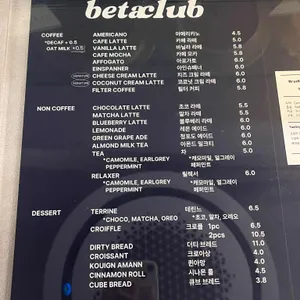 betaclub
COFFEE AMERICANO 아메리카노 4.5
*DECAF + 0.5 CAFE LATTE 카페 라떼 5.0
OAT MILK +0.5 VANILLA LATTE 바닐라 라떼 5.5
CAFE MOCHA 카페 모카 5.8
AFFOGATO 아포가토 6.0
EINSPANNER 아인슈페너 6.0
CHEESE CREAM LATTE 치즈 크림 라떼 6.0
COCONUT CREAM LATTE 코코넛 크림 라떼 6.0
FILTER COFFEE 필터 커피 5.8
NON COFFEE CHOCOLATE LATTE 초코 라떼 5.5
MATCHA LATTE 말차 라떼 5.5
BLUEBERRY LATTE 블루베리 라떼 6.0
LEMONADE 레몬 에이드 6.0
GREEN GRAPE ADE 청포도 에이드 6.0
ALMOND MILK TEA 아몬드 밀크티 6.0
TEA 차 5.0
*CAMOMILE, EARLGREY *캐모마일, 얼그레이
PEPPERMINT 페퍼민트
RELAXER 릴렉서 6.0
*CAMOMILE, EARLGREY *캐모마일, 얼그레이
PEPPERMINT 페퍼민트
DESSERT TERRINE 테린느 6.5
*CHOCO, MATCHA, OREO *초코, 말차, 오레오
CROIFFLE 크로플 1pc 6.5
2pcs 10.5
DIRTY BREAD 더티 브레드 11.0
CROISSANT 크로아상 4.0
KOUIGN AMANN 퀸아망 4.0
CINNAMON ROLL 시나몬 롤 4.5
CUBE BREAD 큐브 브레드 3.8